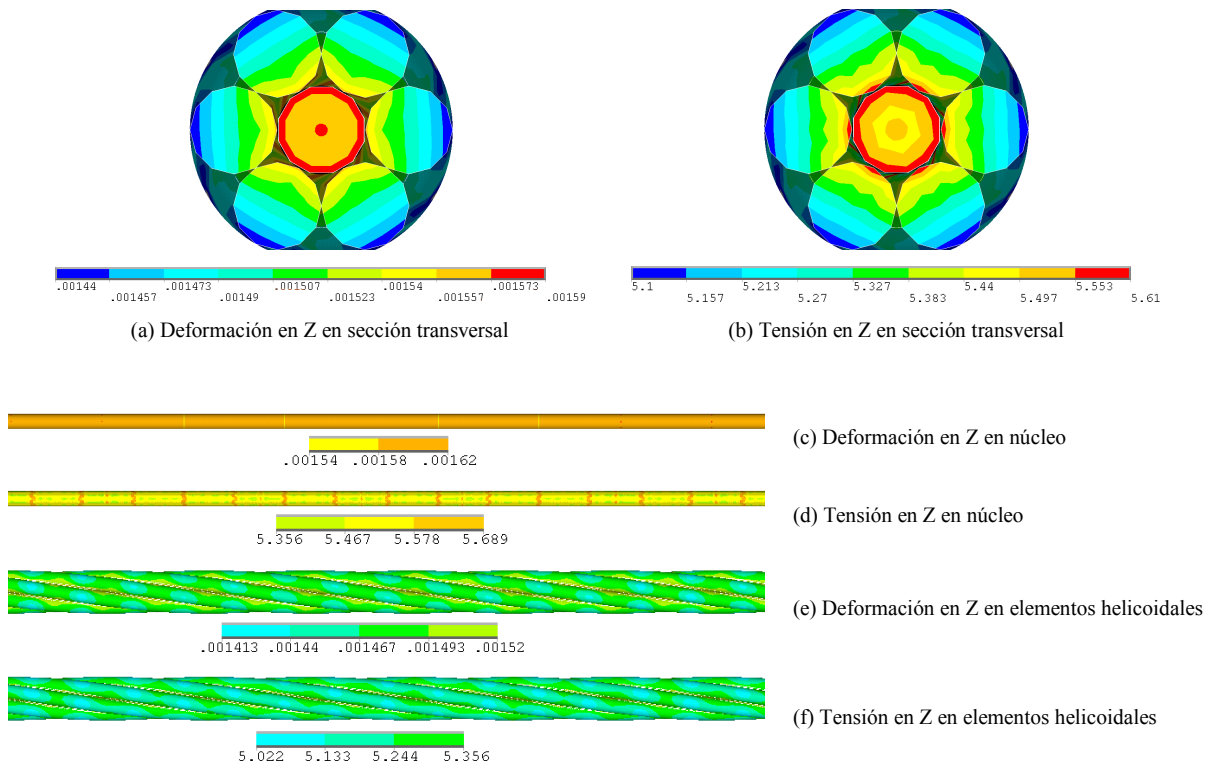 .00144 .001457 .001473 .00149 .001507 .001523 .00154 .001557 .001573 .00159
5.1 5.157 5.213 5.27 5.327 5.383 5.44 5.497 5.553 5.61
(a) Deformación en Z en sección transversal
(b) Tensión en Z en sección transversal
(c) Deformación en Z en núcleo
.00154 .00158 .00162
(d) Tensión en Z en núcleo
5.356 5.467 5.578 5.689
(e) Deformación en Z en elementos helicoidales
.001413 .00144 .001467 .001493 .00152
(f) Tensión en Z en elementos helicoidales
5.022 5.133 5.244 5.356